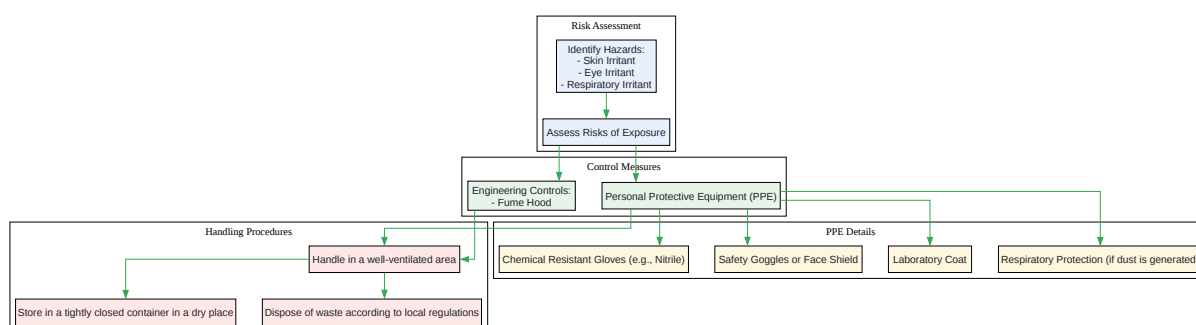 Risk Assessment
Identify Hazards:
- Skin Irritant
- Eye Irritant
- Respiratory Irritant
Assess Risks of Exposure
Control Measures
Engineering Controls:
- Fume Hood
Personal Protective Equipment (PPE)
Handling Procedures
PPE Details
Handle in a well-ventilated area
Chemical Resistant Gloves (e.g., Nitrile)
Safety Goggles or Face Shield
Laboratory Coat
Respiratory Protection (if dust is generated
Store in a tightly closed container in a dry place
Dispose of waste according to local regulations